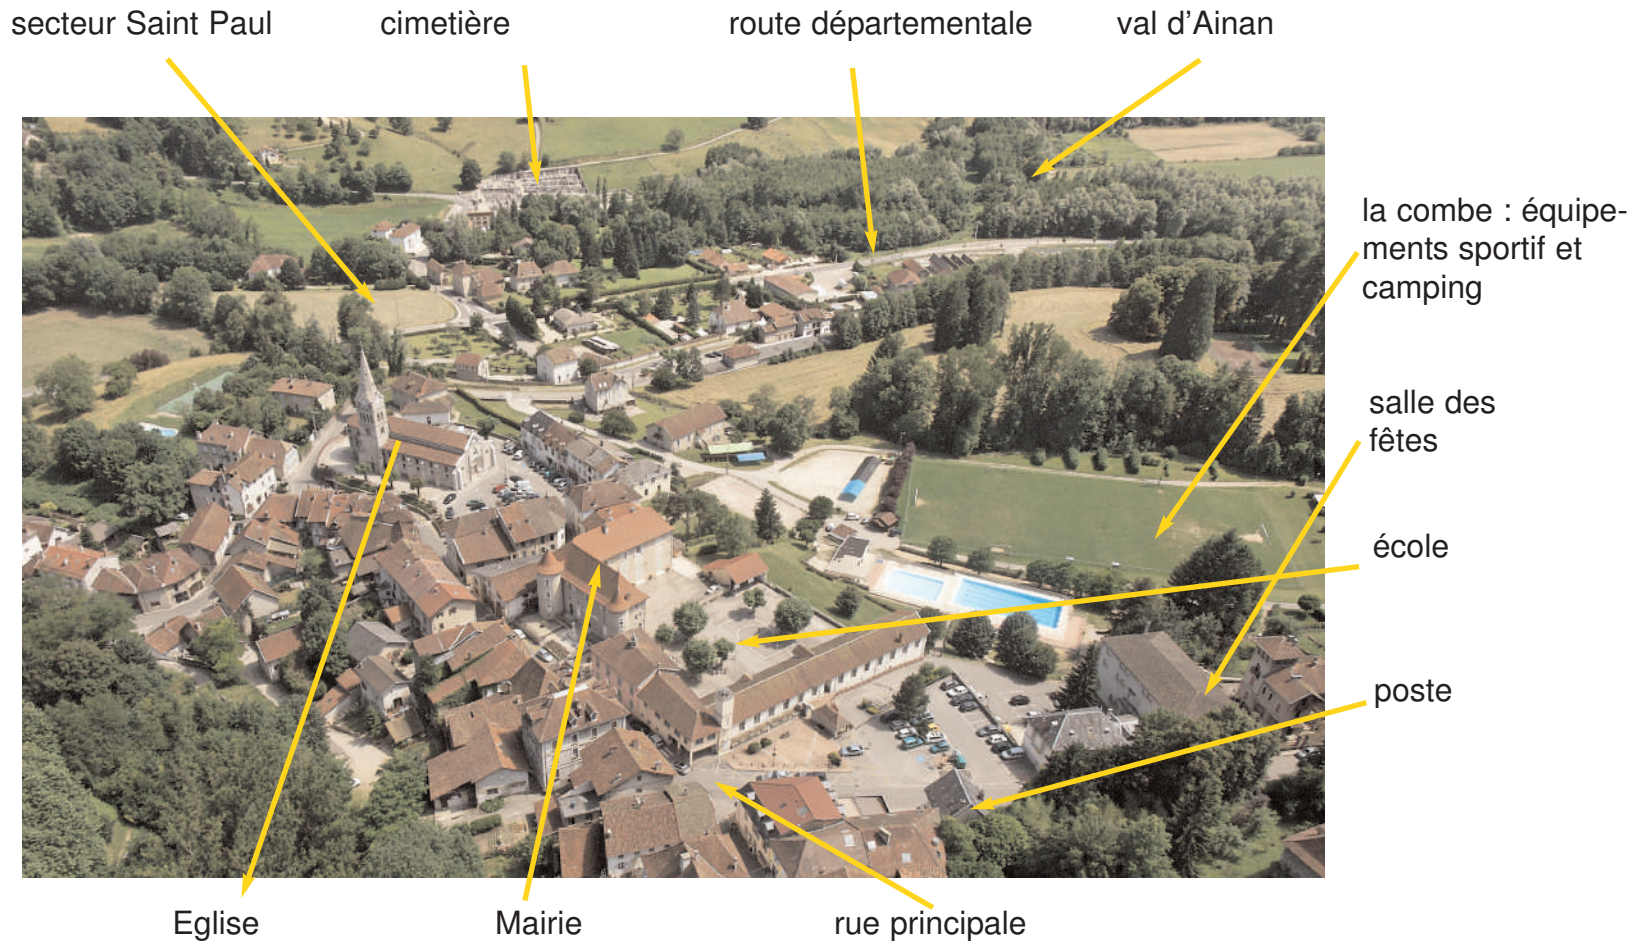 secteur Saint Paul
cimetière
route départementale
val d'Ainan
la combe : équipe-
ments sportif et
camping
salle des
fêtes
école
poste
Eglise
Mairie
rue principale